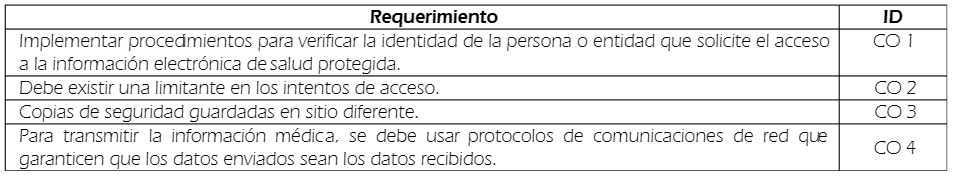 Requerimiento ID
Implementar procedimientos para verificar la identidad de la persona o entidad que solicite el acceso CO 1
a la información electrónica de salud protegida.
Debe existir una limitante en los intentos de acceso. CO 2
Copias de seguridad guardadas en sitio diferente. CO 3
Para transmitir la información médica, se debe usar protocolos de comunicaciones de red que
garanticen que los datos enviados sean los datos recibidos. CO 4